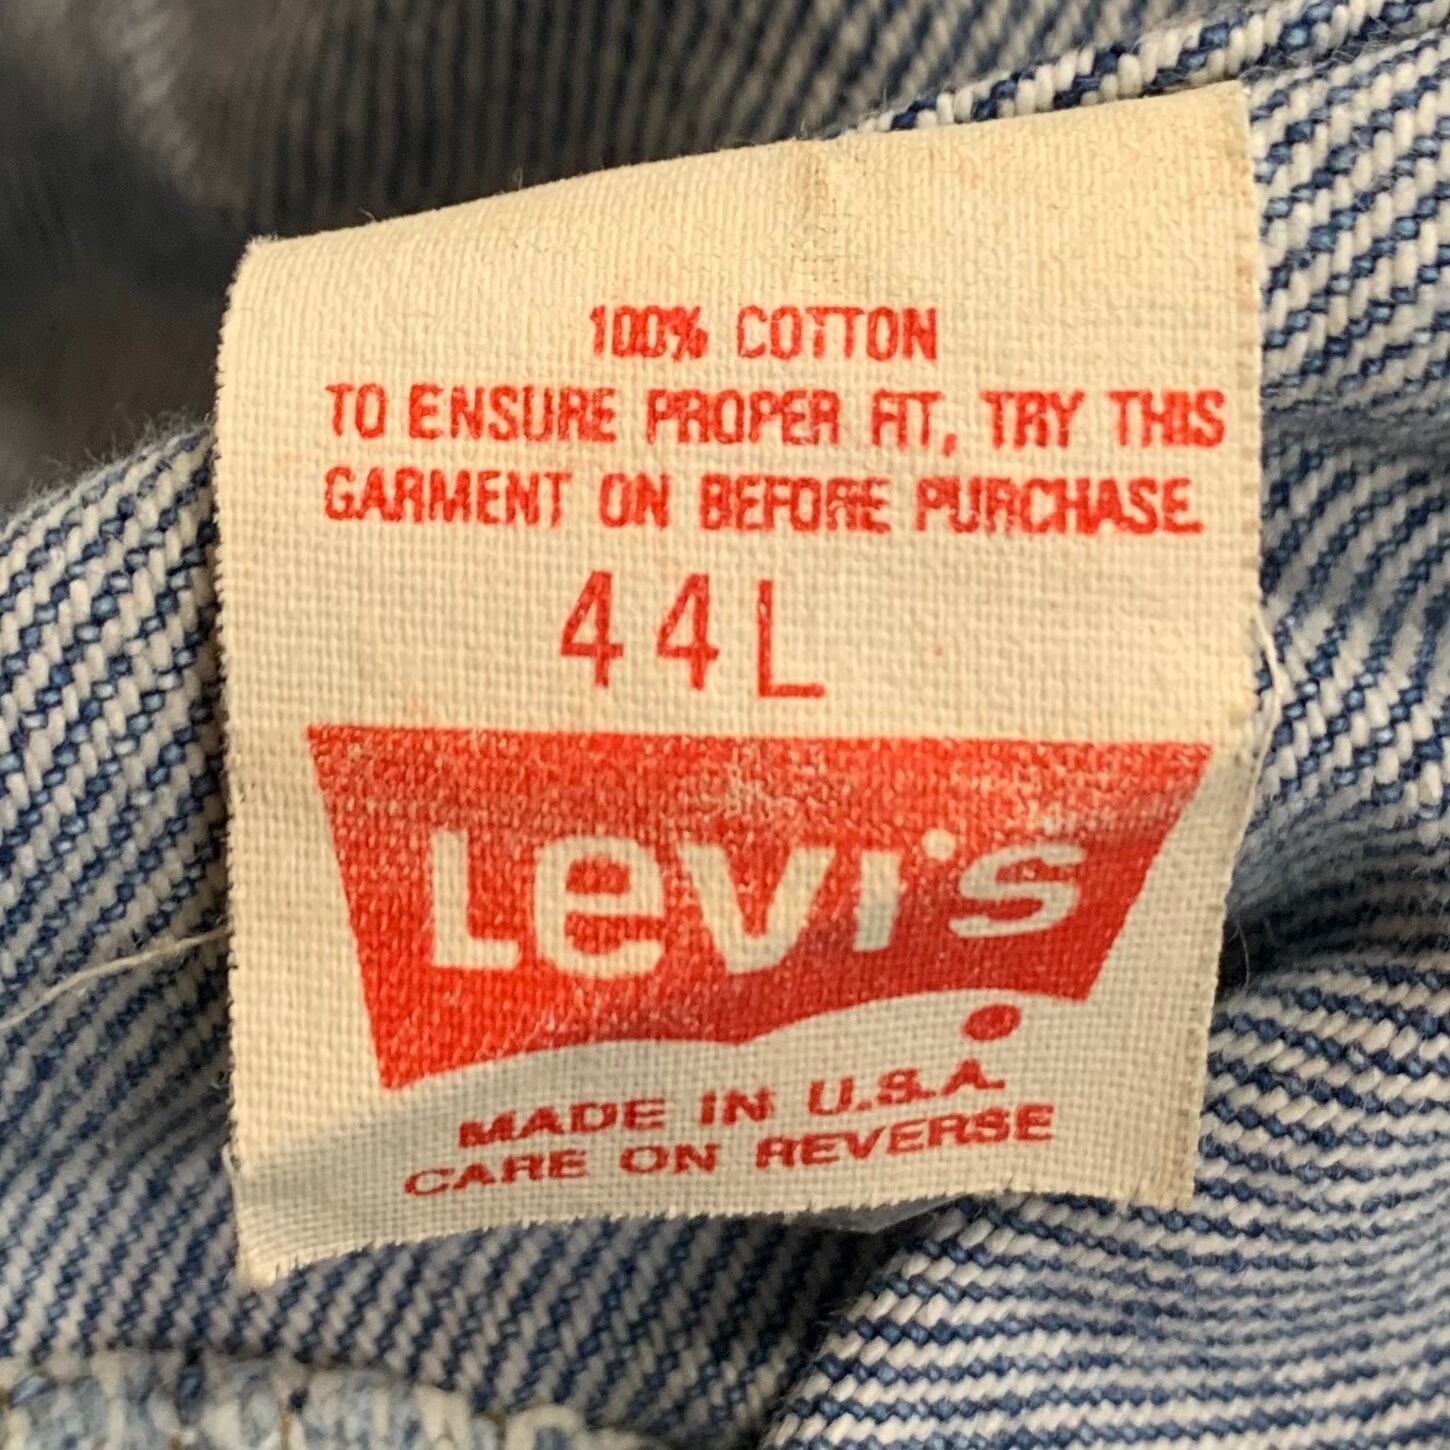 100% COTTON
TO ENSURE PROPER FIT, TRY THIS
GARMENT ON BEFORE PURCHASE.
44L
Levi's
MADE IN U.S.A.
CARE ON REVERSE